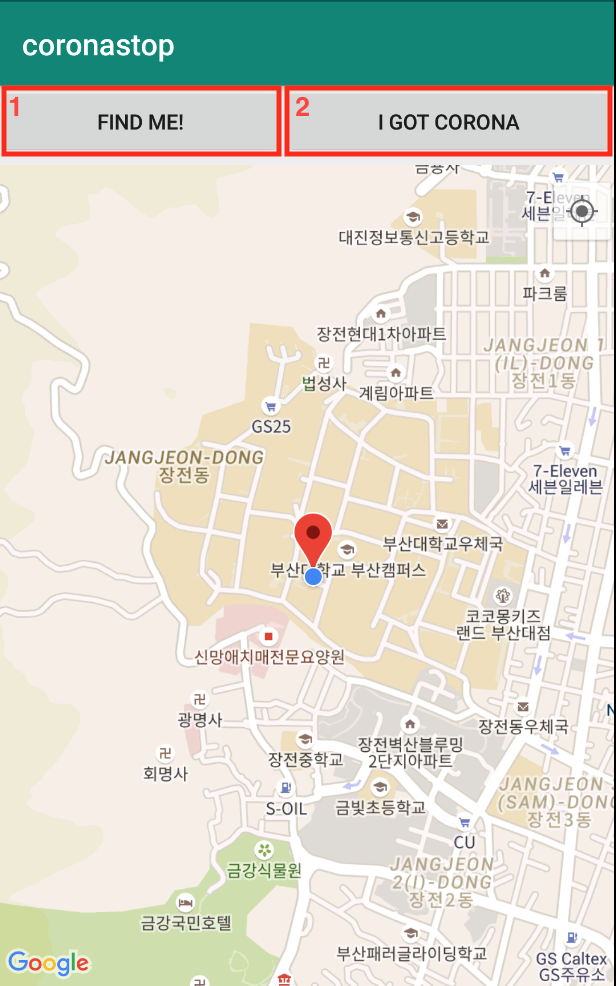 coronastop
1
FIND ME!
2
I GOT CORONA
7-Eleven
세븐일
대진정보통신고등학교
파크룸
장전현대1차아파트
JANGJEON 1
(IL)-DONG
장전1동
법성사
계림아파트
GS25
JANGJEON-DONG
장전동
7-Eleven
세븐일레븐
부산대학교우체국
부산대학교 부산캠퍼스
코코몽키즈
랜드 부산대점
신망애치매전문요양원
광명사
장전동우체국
N
장전중학교
장전벽산블루밍
2단지아파트
회명사
JANGJEON
(SAM)-DONG
장전3동
S-OIL
금빛초등학교
CU
금강식물원
JANGJEON
2(I)-DONG
장전2동
금강국민호텔
부산패러글라이딩학교
Google
GS Caltex
GS주유소